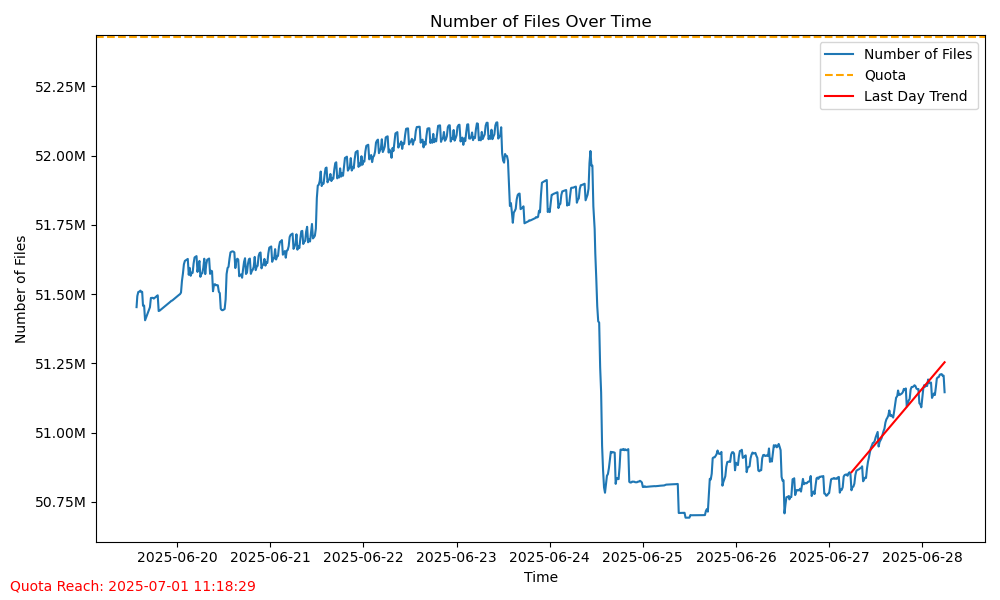 Number of Files Over Time
Number of Files
Quota
Last Day Trend
52.25M
52.00M
51.75M
51.50M
51.25M
51.00M
50.75M
Number of Files
2025-06-20
2025-06-21
2025-06-22
2025-06-23
2025-06-24
2025-06-25
2025-06-26
2025-06-27
2025-06-28
Time
Quota Reach: 2025-07-01 11:18:29